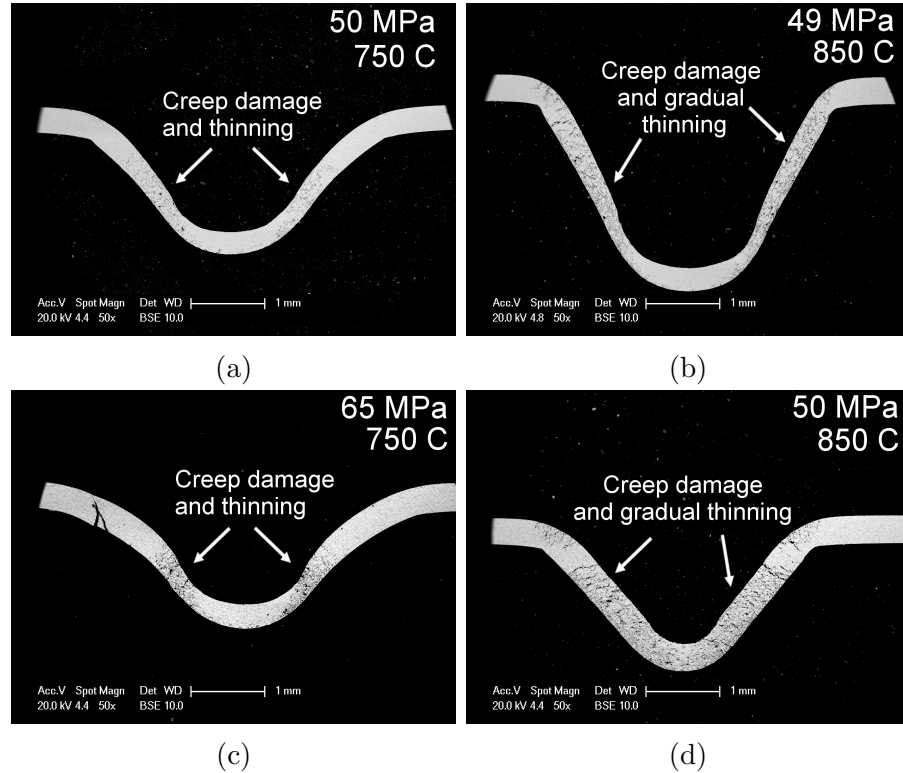 50 MPa
750 C
Creep damage
and thinning
Acc.V Spot Magn Det WD
20.0 kV 4.4 50x BSE 10.0
1 mm
(a)
49 MPa
850 C
Creep damage
and gradual
thinning
Acc.V Spot Magn Det WD
20.0 kV 4.8 50x BSE 10.0
1 mm
(b)
65 MPa
750 C
Creep damage
and thinning
Acc.V Spot Magn Det WD
20.0 kV 4.4 50x BSE 10.0
1 mm
(c)
50 MPa
850 C
Creep damage
and gradual thinning
Acc.V Spot Magn Det WD
20.0 kV 4.4 50x BSE 10.0
1 mm
(d)